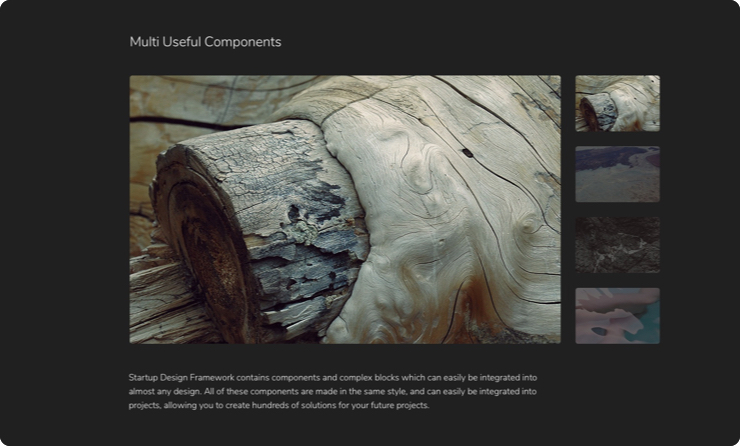 Multi Useful Components
Startup Design Framework contains components and complex blocks which can easily be integrated into
almost any design. All of these components are made in the same style, and can easily be integrated into
projects, allowing you to create hundreds of solutions for your future projects.